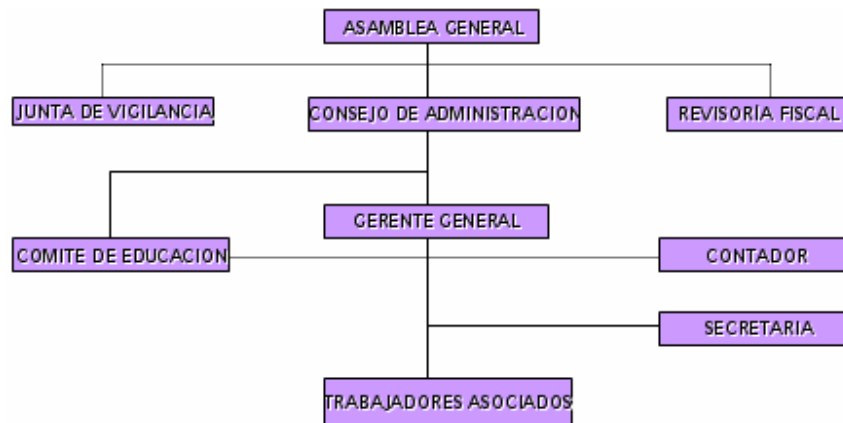 ASAMBLEA GENERAL
JUNTA DE VIGILANCIA
CONSEJO DE ADMINISTRACION
REVISORÍA FISCAL
GERENTE GENERAL
COMITE DE EDUCACION
CONTADOR
SECRETARIA
TRABAJADORES ASOCIADOS